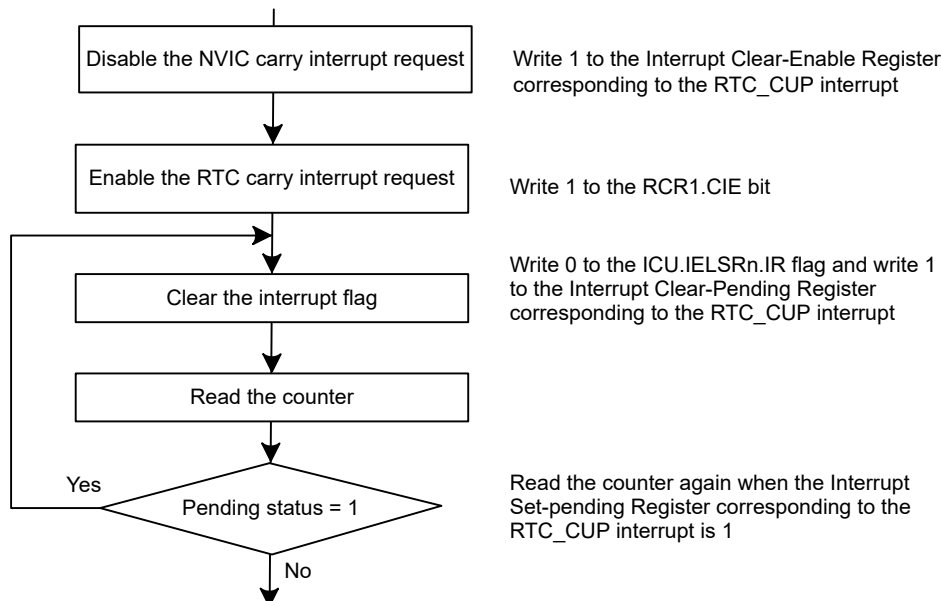 Disable the NVIC carry interrupt request
Write 1 to the Interrupt Clear-Enable Register
corresponding to the RTC_CUP interrupt
Enable the RTC carry interrupt request
Write 1 to the RCR1.CIE bit
Clear the interrupt flag
Write 0 to the ICU.IELSRn.IR flag and write 1
to the Interrupt Clear-Pending Register
corresponding to the RTC_CUP interrupt
Read the counter
Yes
Pending status = 1
Read the counter again when the Interrupt
Set-pending Register corresponding to the
RTC_CUP interrupt is 1
No